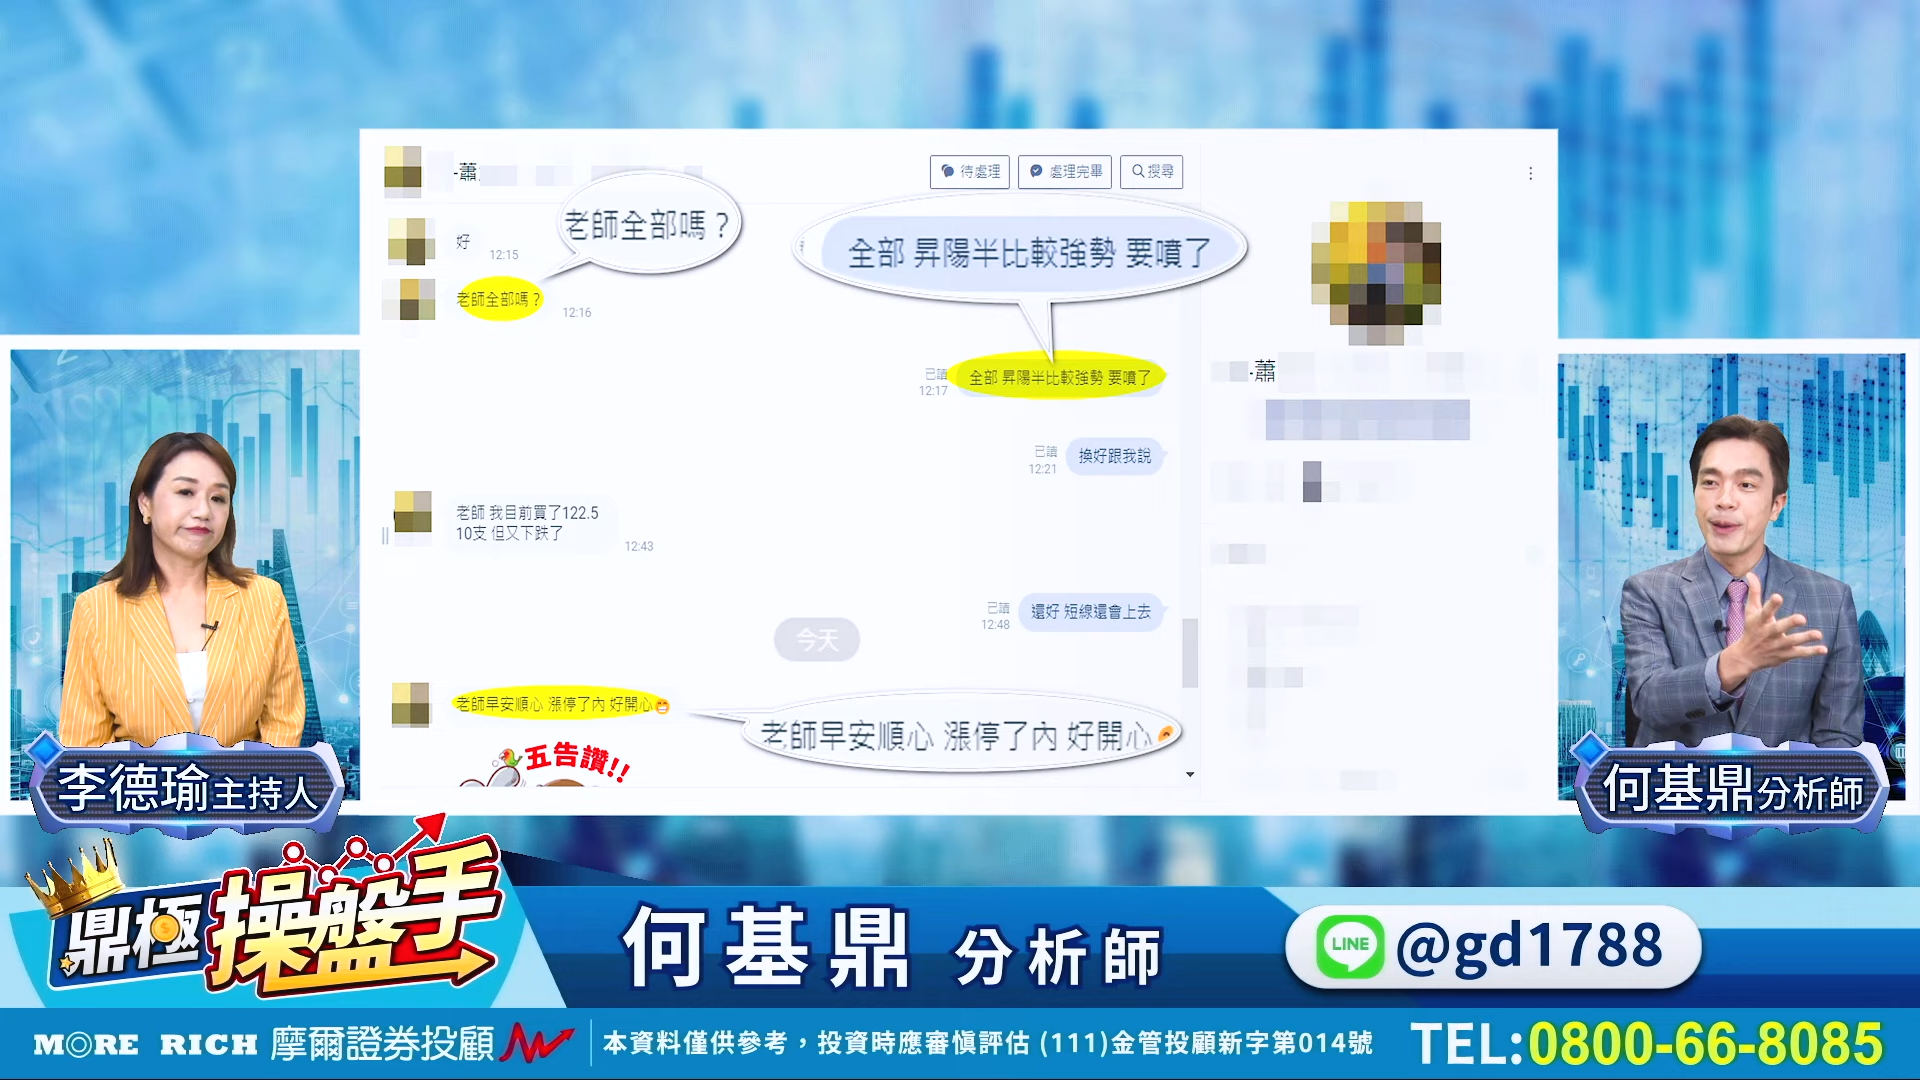 -蕭
待處理
處理完畢
搜尋
好
12:15
老師全部嗎？
老師全部嗎？
12:16
全部 昇陽半比較強勢 要噴了
已讀
12:17
全部 昇陽半比較強勢 要噴了
-蕭
已讀
12:21
換好跟我說
老師 我目前買了122.5
10支 但又下跌了
12:43
已讀
12:48
還好 短線還會上去
今天
老師早安順心 漲停了內 好開心
老師早安順心 漲停了內 好開心
五告讚!!
李德瑜主持人
何基鼎分析師
鼎極操盤手
何基鼎 分析師
LINE
@gd1788
MORE RICH 摩爾證券投顧
本資料僅供參考，投資時應審慎評估 (111)金管投顧新字第014號
TEL:0800-66-8085